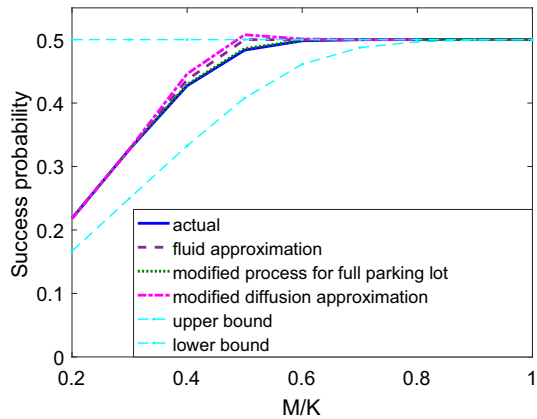 0.5
0.4
0.3
0.2
0.1
0
Success probability
actual
fluid approximation
modified process for full parking lot
modified diffusion approximation
upper bound
lower bound
0.2 0.4 0.6 0.8 1
M/K